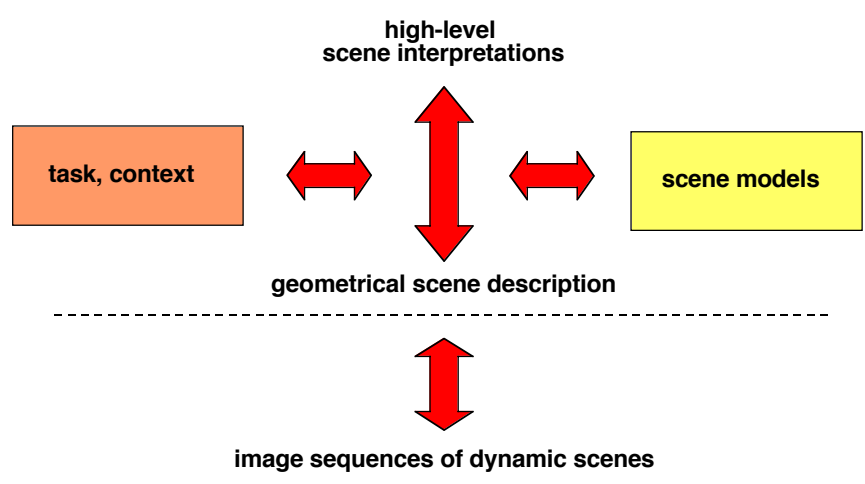 high-level
scene interpretations
task, context
scene models
geometrical scene description
image sequences of dynamic scenes